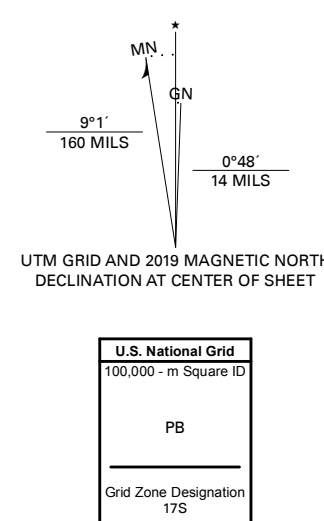 ★
MN
GN
9°1´
160 MILS
0°48´
14 MILS
UTM GRID AND 2019 MAGNETIC NORTH
DECLINATION AT CENTER OF SHEET
U.S. National Grid
100,000 - m Square ID
PB
Grid Zone Designation
17S